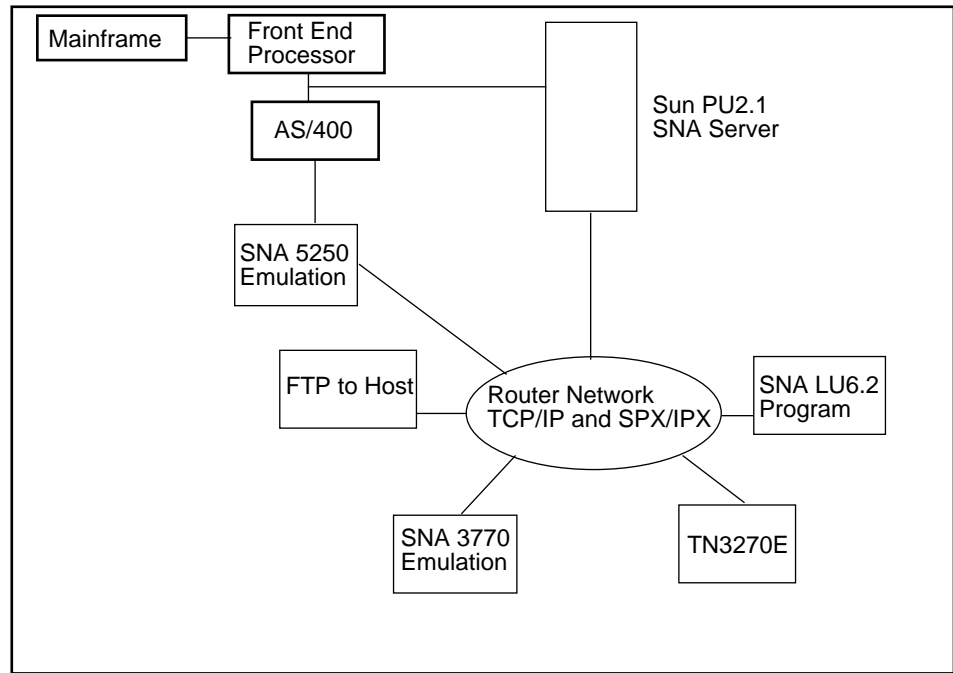 Mainframe
Front End
Processor
Sun PU2.1
SNA Server
AS/400
SNA 5250
Emulation
FTP to Host
Router Network
TCP/IP and SPX/IPX
SNA LU6.2
Program
SNA 3770
Emulation
TN3270E